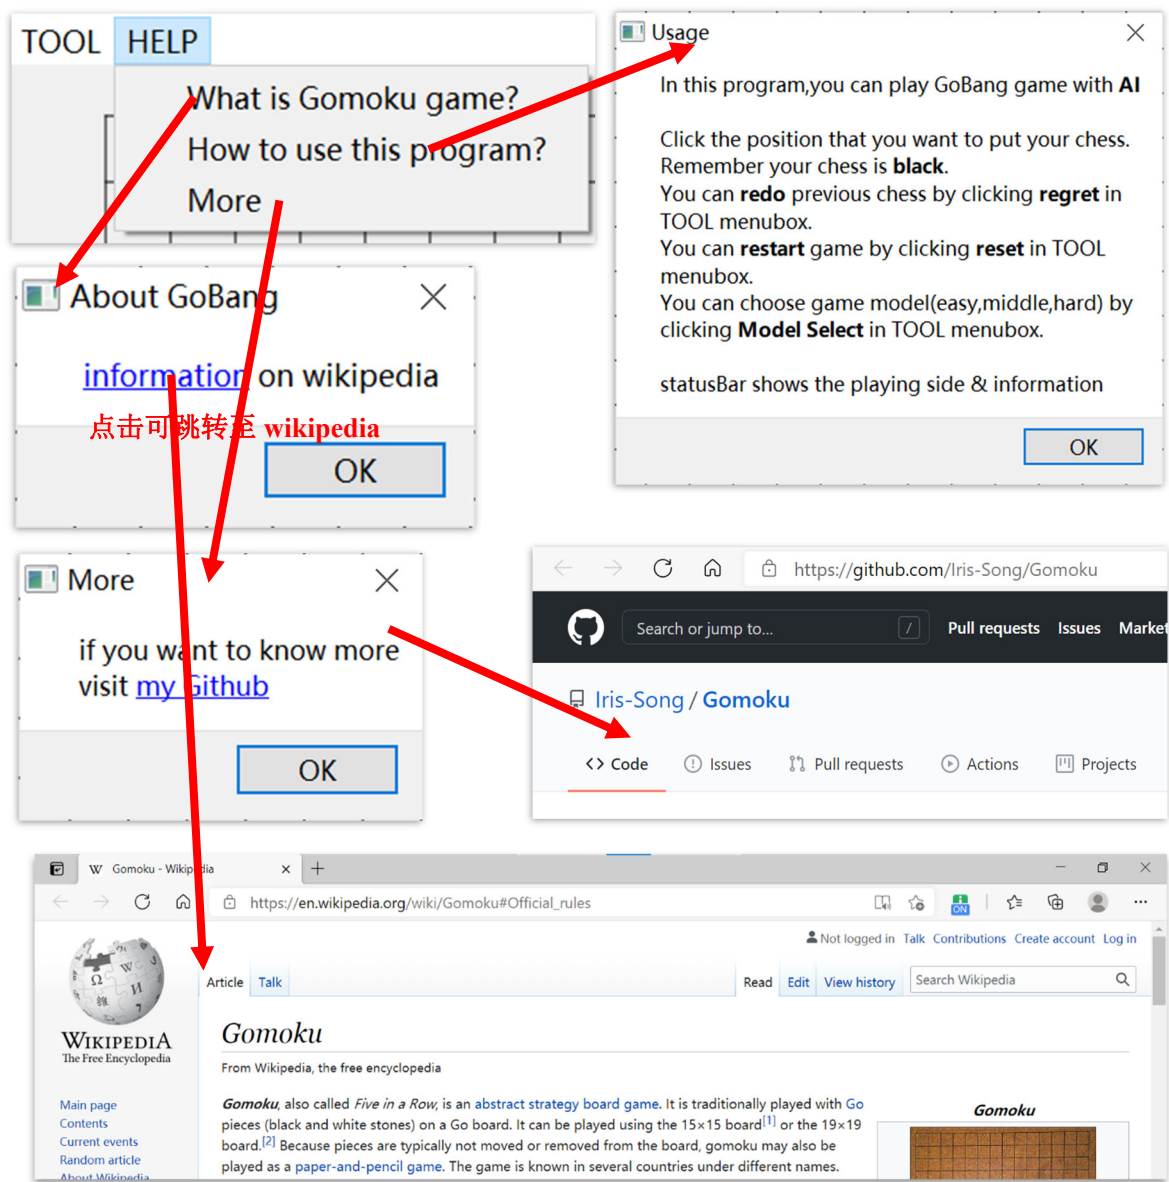 TOOL HELP
What is Gomoku game?
How to use this program?
More
Usage
In this program,you can play GoBang game with AI
Click the position that you want to put your chess.
Remember your chess is black.
You can redo previous chess by clicking regret in
TOOL menubox.
You can restart game by clicking reset in TOOL
menubox.
You can choose game model(easy,middle,hard) by
clicking Model Select in TOOL menubox.
statusBar shows the playing side & information
OK
About GoBang
information on wikipedia
点击可跳转至 wikipedia
OK
More
if you want to know more
visit my Github
OK
https://github.com/Iris-Song/Gomoku
Search or jump to... / Pull requests Issues Market
Iris-Song / Gomoku
<> Code Issues Pull requests Actions Projects
W Gomoku - Wikipedia
https://en.wikipedia.org/wiki/Gomoku#Official_rules
ON
Not logged in Talk Contributions Create account Log in
Article Talk Read Edit View history Search Wikipedia
WIKIPEDIA
The Free Encyclopedia
Gomoku
From Wikipedia, the free encyclopedia
Main page
Contents
Current events
Random article
About Wikipedia
Gomoku, also called Five in a Row, is an abstract strategy board game. It is traditionally played with Go
pieces (black and white stones) on a Go board. It can be played using the 15×15 board[1] or the 19×19
board.[2] Because pieces are typically not moved or removed from the board, gomoku may also be
played as a paper-and-pencil game. The game is known in several countries under different names.
Gomoku